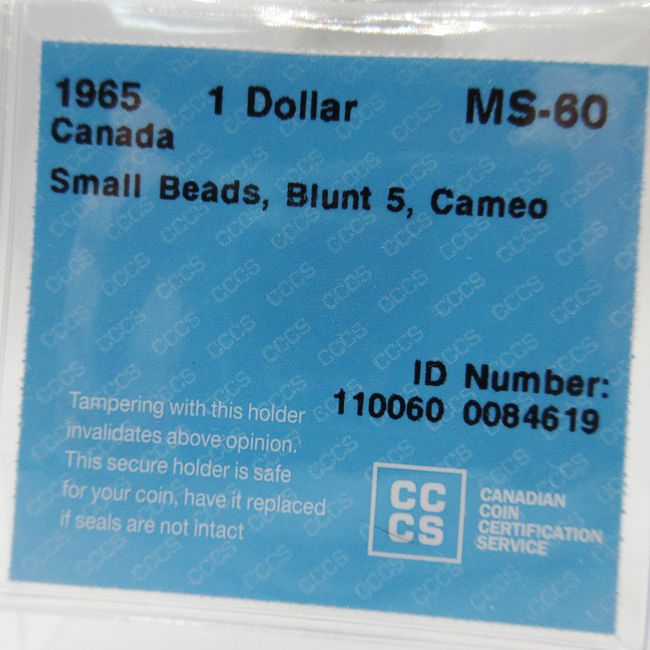 1965 1 Dollar MS-60
Canada
Small Beads, Blunt 5, Cameo
ID Number:
110060 0084619
Tampering with this holder
invalidates above opinion.
This secure holder is safe
for your coin, have it replaced
if seals are not intact
CC
CS
CANADIAN
COIN
CERTIFICATION
SERVICE